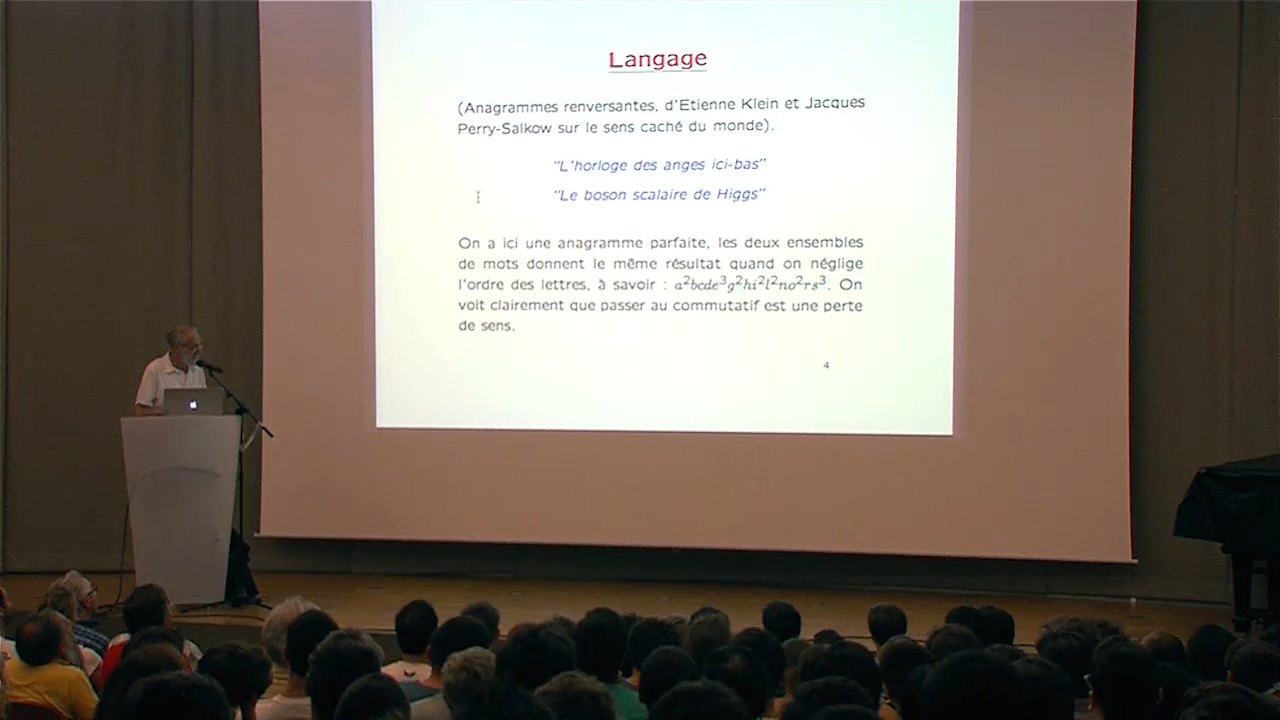 Langage
(Anagrammes renversantes, d'Etienne Klein et Jacques
Perry-Salkow sur le sens caché du monde).
"L'horloge des anges ici-bas"
"Le boson scalaire de Higgs"
On a ici une anagramme parfaite, les deux ensembles
de mots donnent le même résultat quand on néglige
l'ordre des lettres, à savoir : a²bcde³g²hi²l²no²rs³. On
voit clairement que passer au commutatif est une perte
de sens.
4